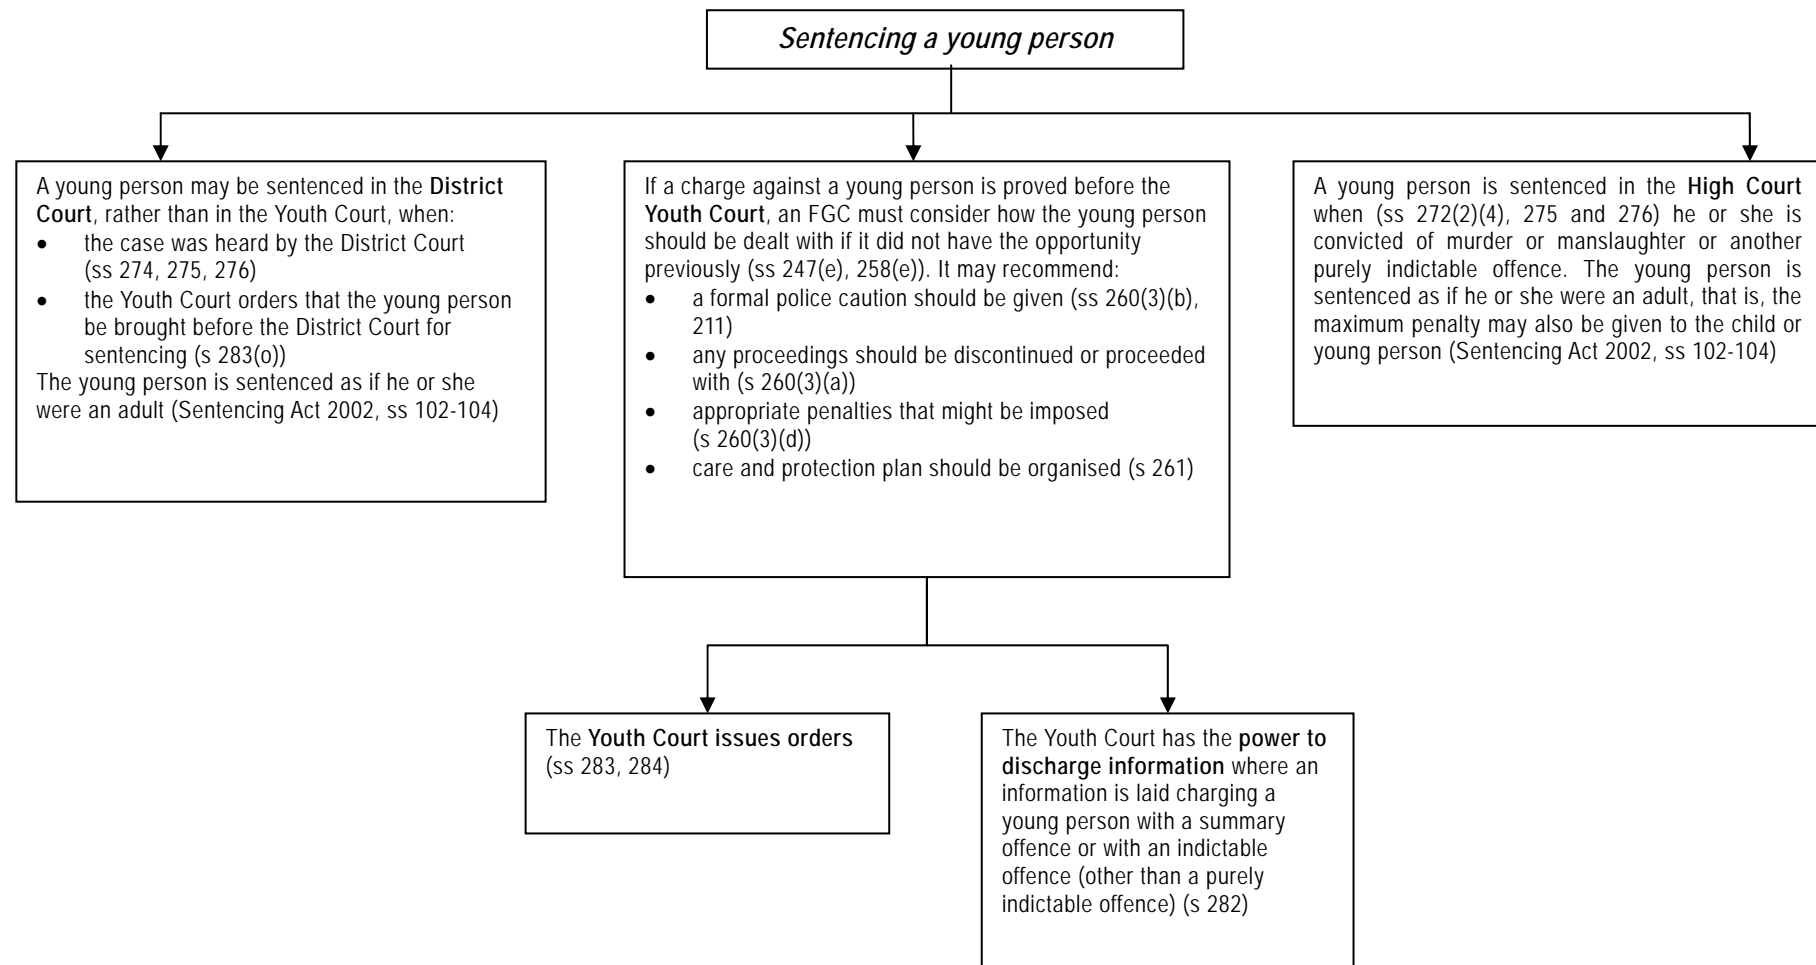 Sentencing a young person
A young person may be sentenced in the District
Court, rather than in the Youth Court, when:
• the case was heard by the District Court
(ss 274, 275, 276)
• the Youth Court orders that the young person
be brought before the District Court for
sentencing (s 283(o))
The young person is sentenced as if he or she
were an adult (Sentencing Act 2002, ss 102-104)
If a charge against a young person is proved before the
Youth Court, an FGC must consider how the young person
should be dealt with if it did not have the opportunity
previously (ss 247(e), 258(e)). It may recommend:
• a formal police caution should be given (ss 260(3)(b),
211)
• any proceedings should be discontinued or proceeded
with (s 260(3)(a))
• appropriate penalties that might be imposed
(s 260(3)(d))
• care and protection plan should be organised (s 261)
A young person is sentenced in the High Court
when (ss 272(2)(4), 275 and 276) he or she is
convicted of murder or manslaughter or another
purely indictable offence. The young person is
sentenced as if he or she were an adult, that is, the
maximum penalty may also be given to the child or
young person (Sentencing Act 2002, ss 102-104)
The Youth Court issues orders
(ss 283, 284)
The Youth Court has the power to
discharge information where an
information is laid charging a
young person with a summary
offence or with an indictable
offence (other than a purely
indictable offence) (s 282)